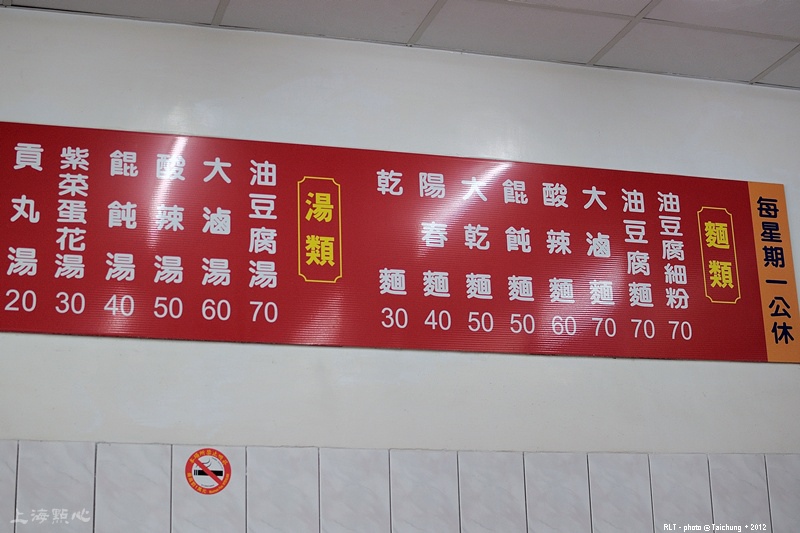 每星期一公休
麵類
油豆腐細粉 70
油豆腐麵 70
大滷麵 70
酸辣麵 60
餛飩麵 50
大乾麵 50
陽春麵 40
乾麵 30
湯類
油豆腐湯 70
大滷湯 60
酸辣湯 50
餛飩湯 40
紫菜蛋花湯 30
貢丸湯 20
上海點心
RLT - photo @ Taichung * 2012